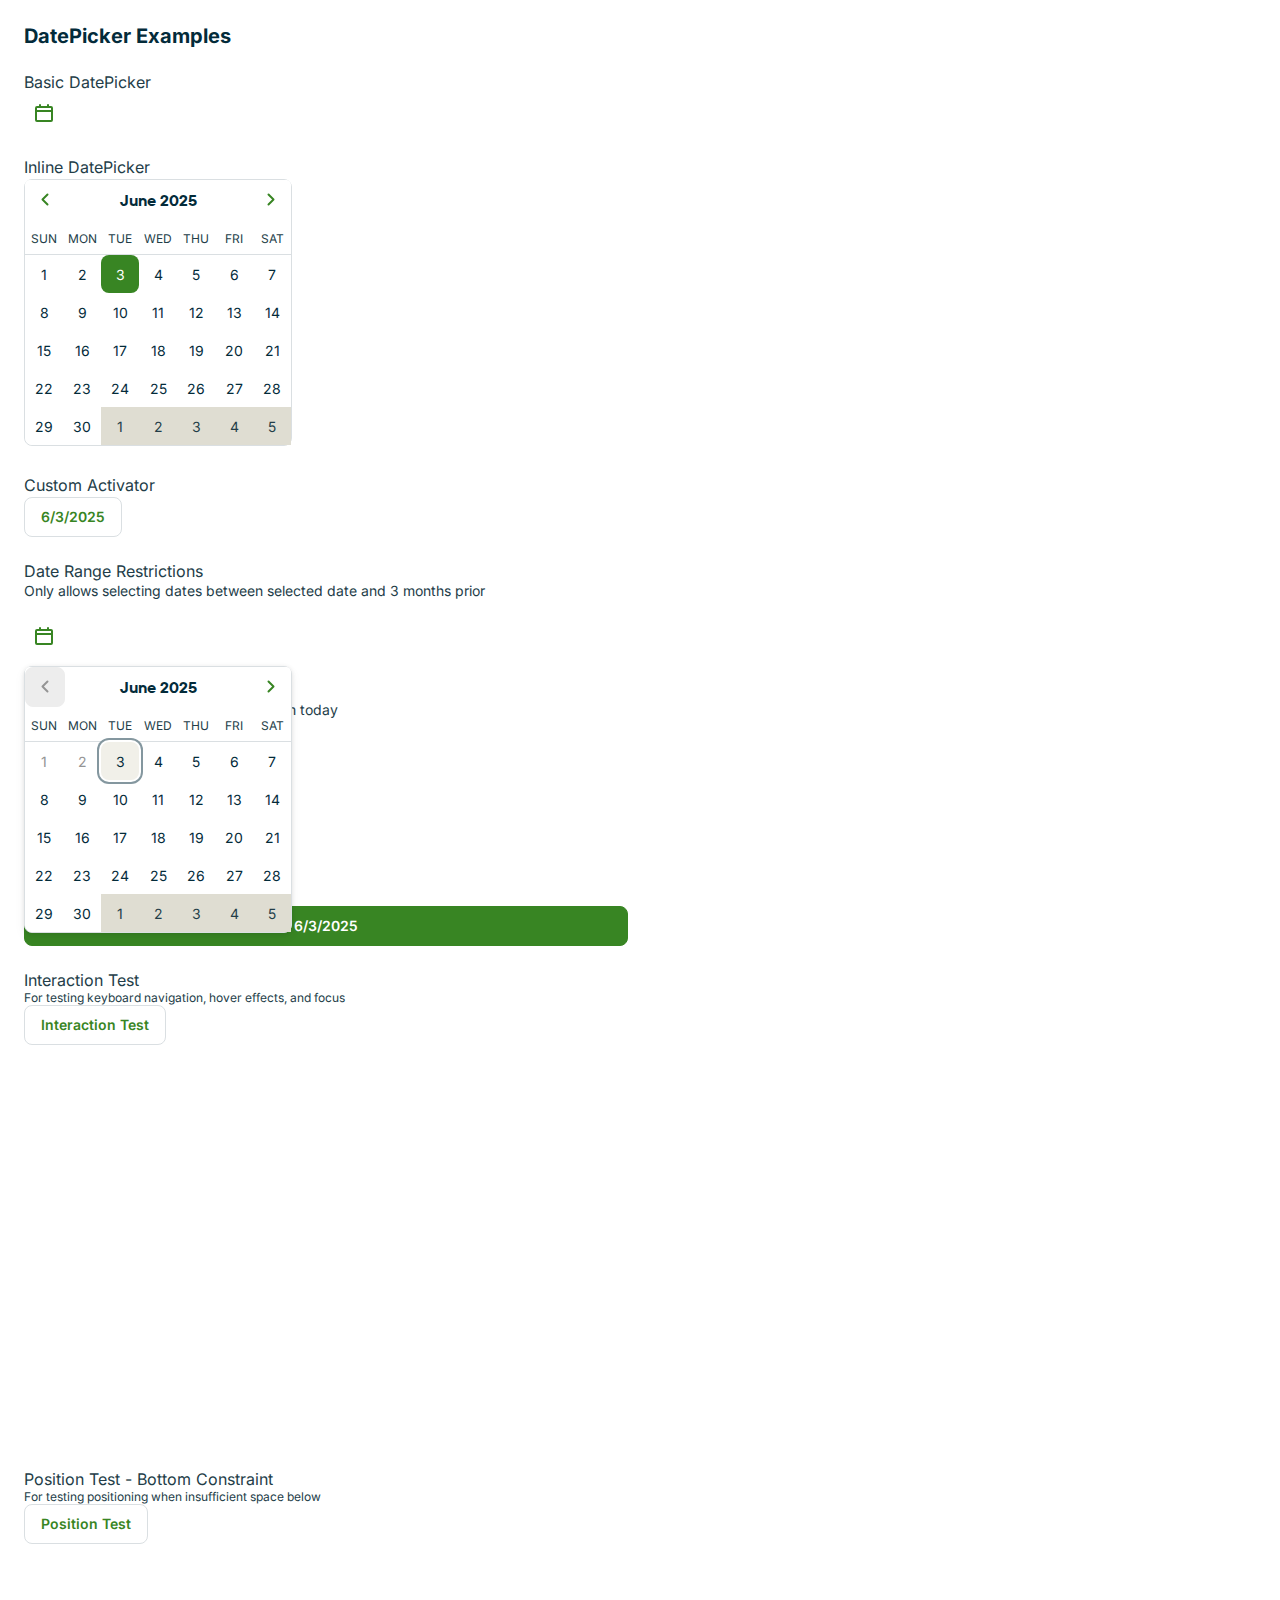 DatePicker Examples
Basic DatePicker
Inline DatePicker
June 2025
SUN MON TUE WED THU FRI SAT
1 2 3 4 5 6 7
8 9 10 11 12 13 14
15 16 17 18 19 20 21
22 23 24 25 26 27 28
29 30 1 2 3 4 5
Custom Activator
6/3/2025
Date Range Restrictions
Only allows selecting dates between selected date and 3 months prior
June 2025
today
SUN MON TUE WED THU FRI SAT
1 2 3 4 5 6 7
8 9 10 11 12 13 14
15 16 17 18 19 20 21
22 23 24 25 26 27 28
29 30 1 2 3 4 5
6/3/2025
Interaction Test
For testing keyboard navigation, hover effects, and focus
Interaction Test
Position Test - Bottom Constraint
For testing positioning when insufficient space below
Position Test